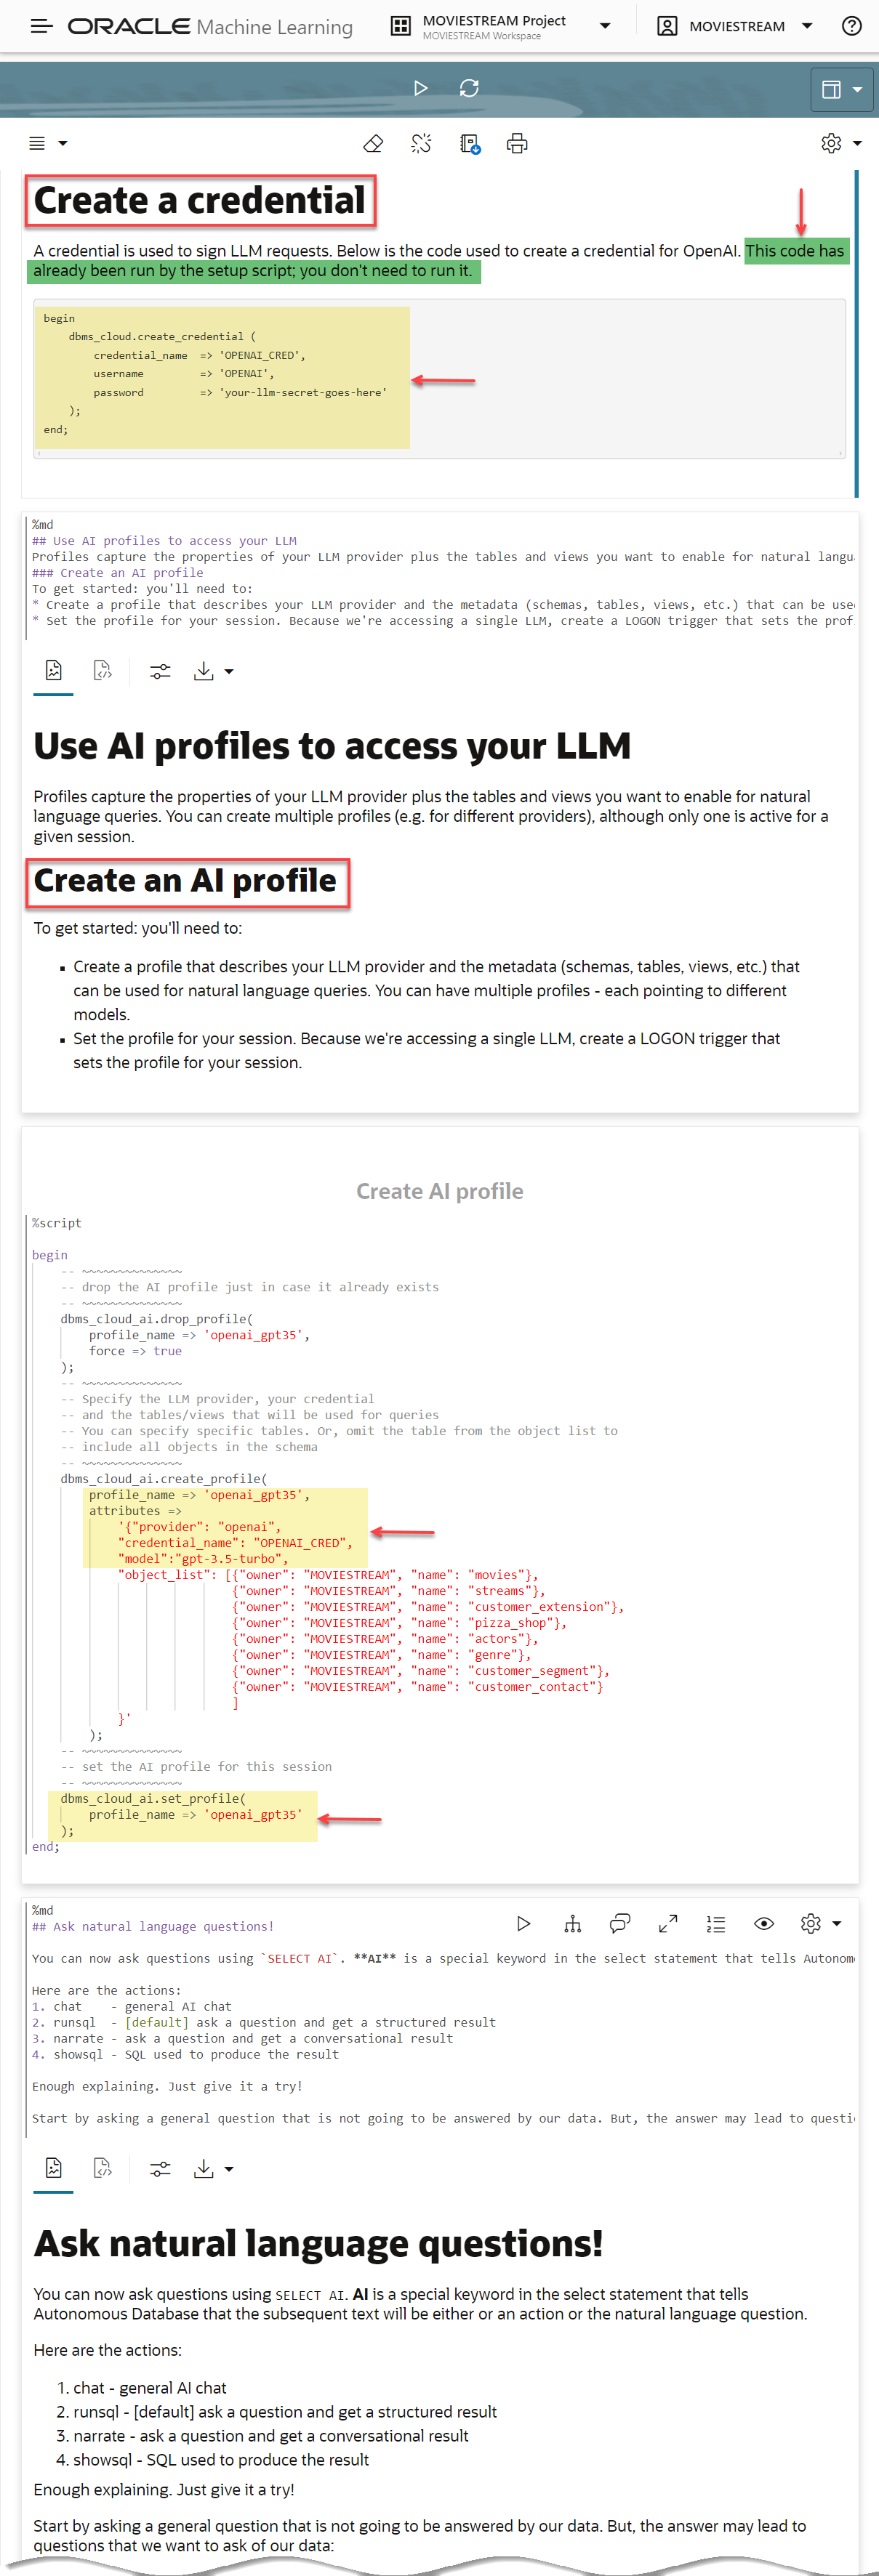 ORACLE Machine Learning
MOVIESTREAM Project
MOVIESTREAM Workspace
MOVIESTREAM
Create a credential
A credential is used to sign LLM requests. Below is the code used to create a credential for OpenAI. This code has
already been run by the setup script; you don't need to run it.
begin
    dbms_cloud.create_credential (
        credential_name  => 'OPENAI_CRED',
        username         => 'OPENAI',
        password         => 'your-llm-secret-goes-here'
    );
end;
%md
## Use AI profiles to access your LLM
Profiles capture the properties of your LLM provider plus the tables and views you want to enable for natural langu
### Create an AI profile
To get started: you'll need to:
* Create a profile that describes your LLM provider and the metadata (schemas, tables, views, etc.) that can be use
* Set the profile for your session. Because we're accessing a single LLM, create a LOGON trigger that sets the prof
Use AI profiles to access your LLM
Profiles capture the properties of your LLM provider plus the tables and views you want to enable for natural
language queries. You can create multiple profiles (e.g. for different providers), although only one is active for a
given session.
Create an AI profile
To get started: you'll need to:
▪ Create a profile that describes your LLM provider and the metadata (schemas, tables, views, etc.) that
can be used for natural language queries. You can have multiple profiles - each pointing to different
models.
▪ Set the profile for your session. Because we're accessing a single LLM, create a LOGON trigger that
sets the profile for your session.
Create AI profile
%script
begin
    -- ~~~~~~~~~~~~~~
    -- drop the AI profile just in case it already exists
    -- ~~~~~~~~~~~~~~
    dbms_cloud_ai.drop_profile(
        profile_name => 'openai_gpt35',
        force => true
    );
    -- ~~~~~~~~~~~~~~
    -- Specify the LLM provider, your credential
    -- and the tables/views that will be used for queries
    -- You can specify specific tables. Or, omit the table from the object list to
    -- include all objects in the schema
    -- ~~~~~~~~~~~~~~
    dbms_cloud_ai.create_profile(
        profile_name => 'openai_gpt35',
        attributes =>
            '{"provider": "openai",
            "credential_name": "OPENAI_CRED",
            "model":"gpt-3.5-turbo",
            "object_list": [{"owner": "MOVIESTREAM", "name": "movies"},
                            {"owner": "MOVIESTREAM", "name": "streams"},
                            {"owner": "MOVIESTREAM", "name": "customer_extension"},
                            {"owner": "MOVIESTREAM", "name": "pizza_shop"},
                            {"owner": "MOVIESTREAM", "name": "actors"},
                            {"owner": "MOVIESTREAM", "name": "genre"},
                            {"owner": "MOVIESTREAM", "name": "customer_segment"},
                            {"owner": "MOVIESTREAM", "name": "customer_contact"}
                            ]
            }'
        );
    -- ~~~~~~~~~~~~~~
    -- set the AI profile for this session
    -- ~~~~~~~~~~~~~~
    dbms_cloud_ai.set_profile(
        profile_name => 'openai_gpt35'
    );
end;
%md
## Ask natural language questions!
You can now ask questions using `SELECT AI`. **AI** is a special keyword in the select statement that tells Autonom
Here are the actions:
1. chat    - general AI chat
2. runsql  - [default] ask a question and get a structured result
3. narrate - ask a question and get a conversational result
4. showsql - SQL used to produce the result
Enough explaining. Just give it a try!
Start by asking a general question that is not going to be answered by our data. But, the answer may lead to questi
Ask natural language questions!
You can now ask questions using SELECT AI. AI is a special keyword in the select statement that tells
Autonomous Database that the subsequent text will be either or an action or the natural language question.
Here are the actions:
1. chat - general AI chat
2. runsql - [default] ask a question and get a structured result
3. narrate - ask a question and get a conversational result
4. showsql - SQL used to produce the result
Enough explaining. Just give it a try!
Start by asking a general question that is not going to be answered by our data. But, the answer may lead to
questions that we want to ask of our data: